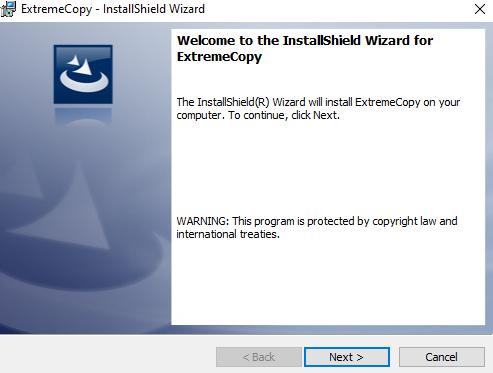 ExtremeCopy - InstallShield Wizard
Welcome to the InstallShield Wizard for
ExtremeCopy
The InstallShield(R) Wizard will install ExtremeCopy on your
computer. To continue, click Next.
WARNING: This program is protected by copyright law and
international treaties.
< Back
Next >
Cancel